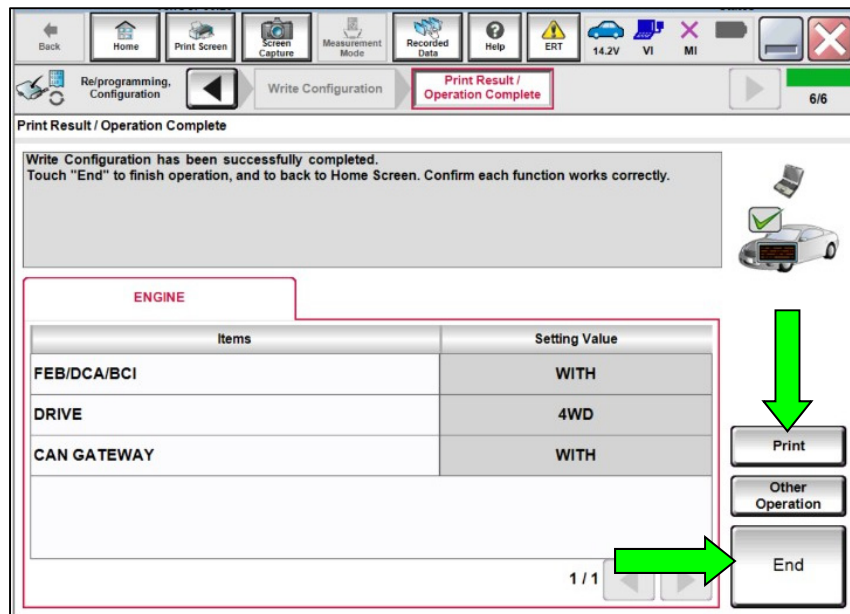 Back
Home
Print Screen
Screen
Capture
Measurement
Mode
Recorded
Data
Help
ERT
14.2V
VI
MI
Re/programming,
Configuration
Write Configuration
Print Result /
Operation Complete
6/6
Print Result / Operation Complete
Write Configuration has been successfully completed.
Touch "End" to finish operation, and to back to Home Screen. Confirm each function works correctly.
ENGINE
Items Setting Value
FEB/DCA/BCI WITH
DRIVE 4WD
CAN GATEWAY WITH
Print
Other
Operation
End
1 / 1